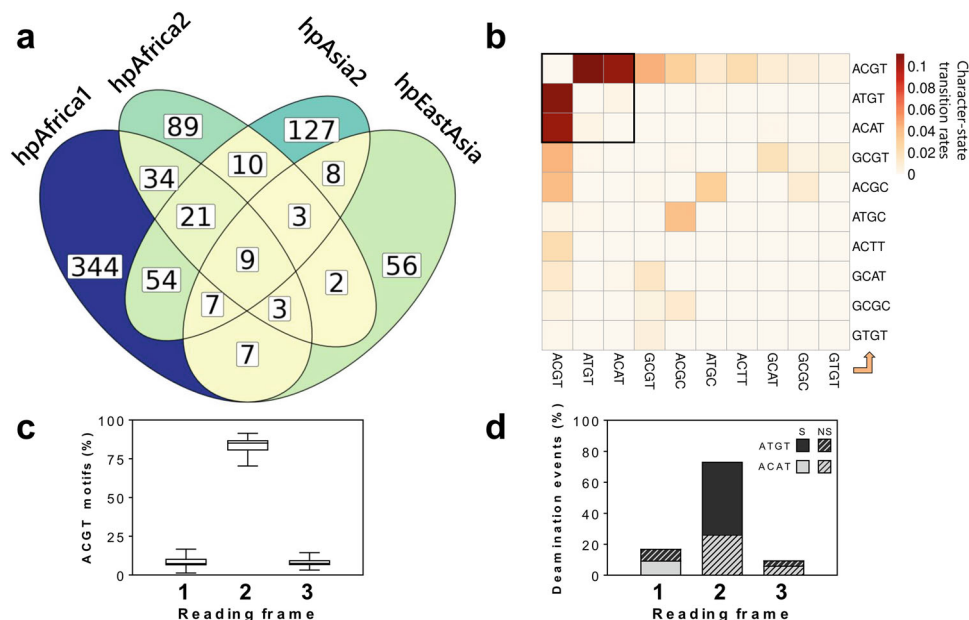 a
hpAfrica1
hpAfrica2
hpAsia2
hpEastAsia
89
127
34
10
8
21
3
344
54
9
2
56
7
3
7
b
ACGT
ATGT
ACAT
GCGT
ACGC
ATGC
ACTT
GCAT
GCGC
GTGT
ACGT
ATGT
ACAT
GCGT
ACGC
ATGC
ACTT
GCAT
GCGC
GTGT
0.1
0.08
0.06
0.04
0.02
0
Character-state
transition rates
c
ACGT motifs (%)
100
75
50
25
0
1 2 3
Reading frame
d
Deamination events (%)
100
80
60
40
20
0
S NS
ATGT
ACAT
1 2 3
Reading frame